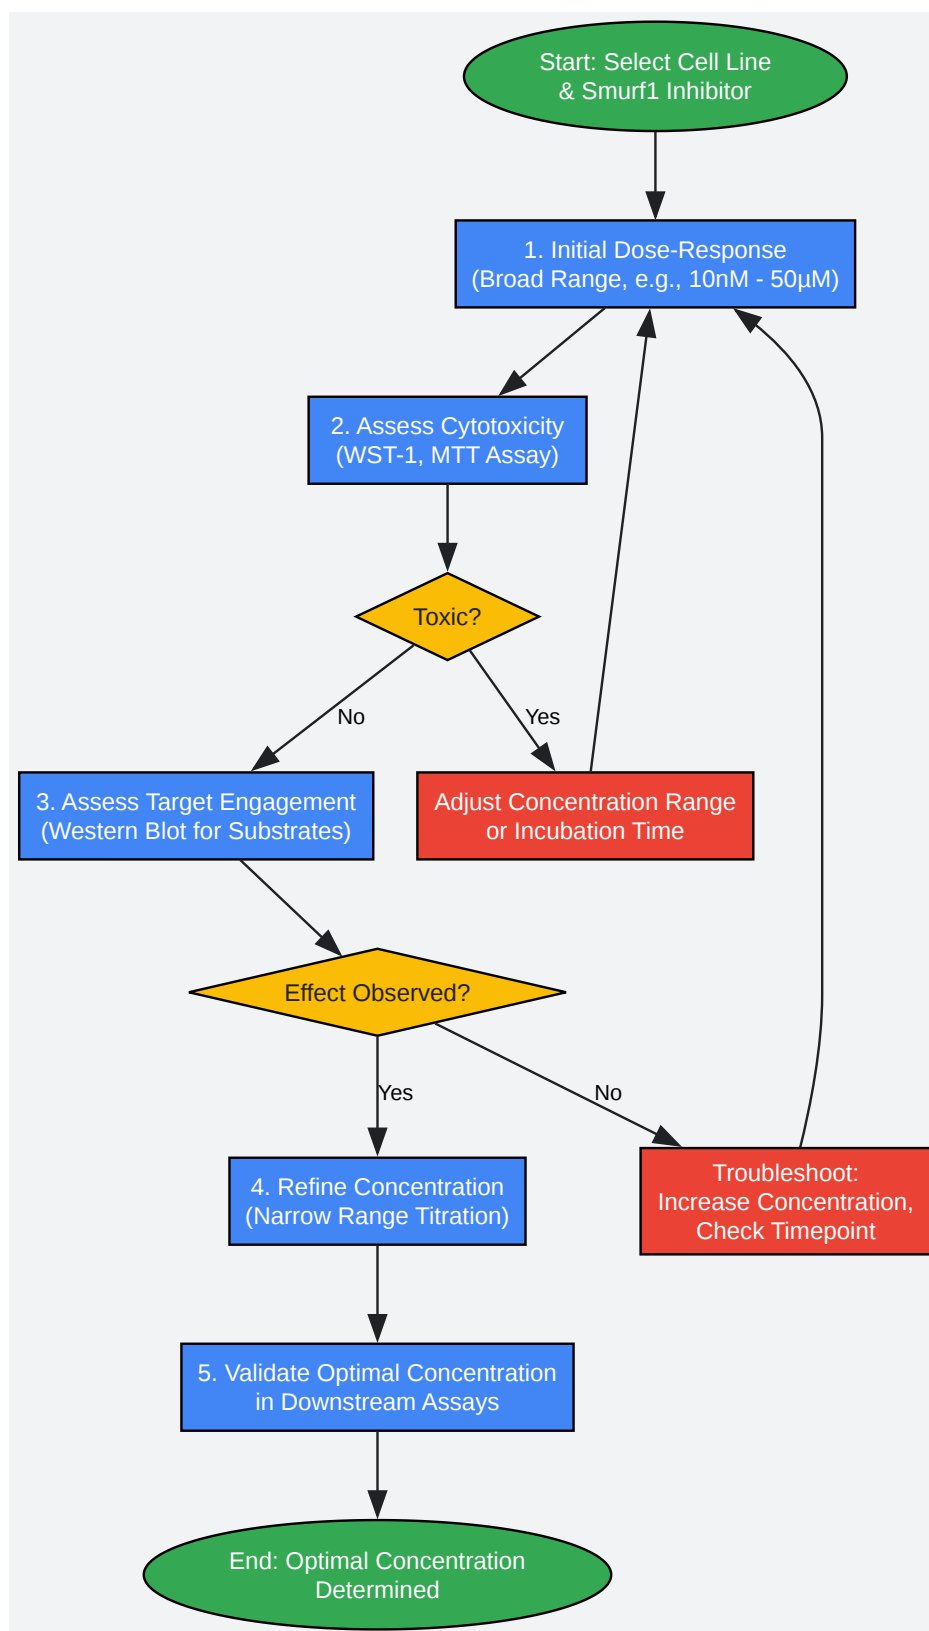 Start: Select Cell Line
& Smurf1 Inhibitor
1. Initial Dose-Response
(Broad Range, e.g., 10nM - 50µM)
2. Assess Cytotoxicity
(WST-1, MTT Assay)
Toxic?
No
Yes
3. Assess Target Engagement
(Western Blot for Substrates)
Adjust Concentration Range
or Incubation Time
Effect Observed?
Yes
No
4. Refine Concentration
(Narrow Range Titration)
Troubleshoot:
Increase Concentration,
Check Timepoint
5. Validate Optimal Concentration
in Downstream Assays
End: Optimal Concentration
Determined